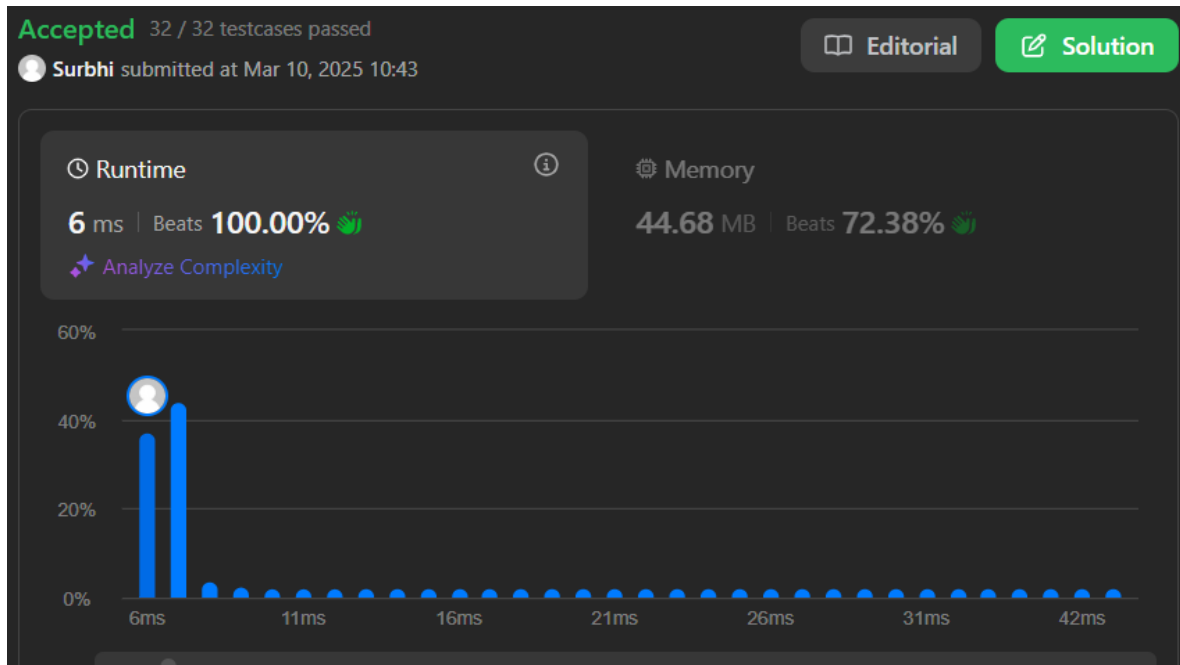 Accepted 32 / 32 testcases passed
Surbhi submitted at Mar 10, 2025 10:43
Editorial
Solution
Runtime
6 ms | Beats 100.00%
Analyze Complexity
Memory
44.68 MB | Beats 72.38%
60%
40%
20%
0%
6ms 11ms 16ms 21ms 26ms 31ms 42ms